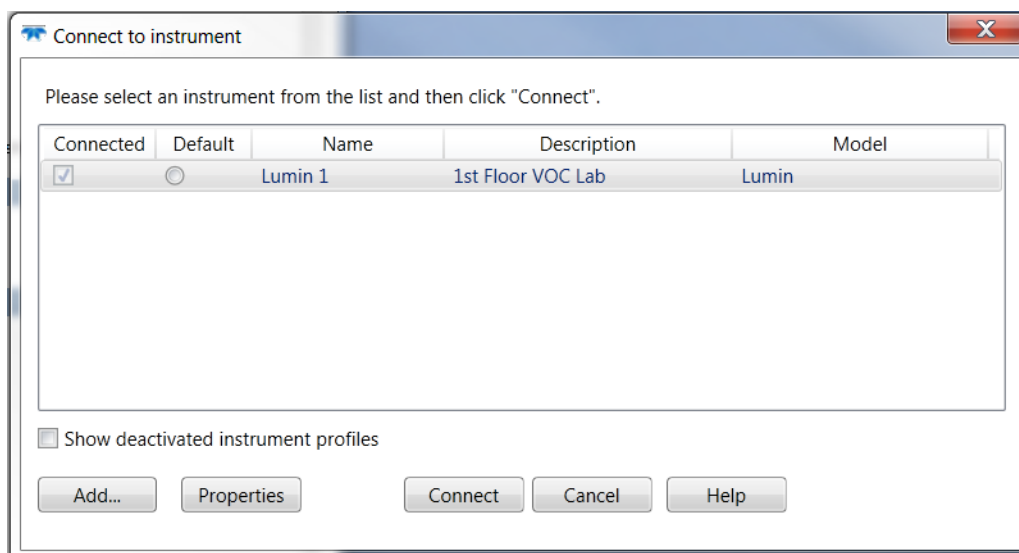 Connect to instrument
Please select an instrument from the list and then click "Connect".
Connected Default Name Description Model
Lumin 1 1st Floor VOC Lab Lumin
Show deactivated instrument profiles
Add... Properties Connect Cancel Help